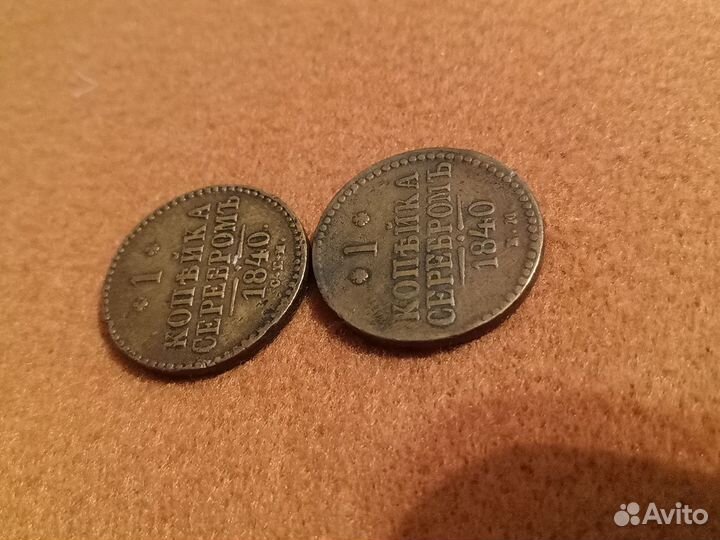 * 1 *
КОПѢЙКА
СЕРЕБРОМЪ
1840.
С.П.М.
* 1 *
КОПѢЙКА
СЕРЕБРОМЪ
1840
Avito